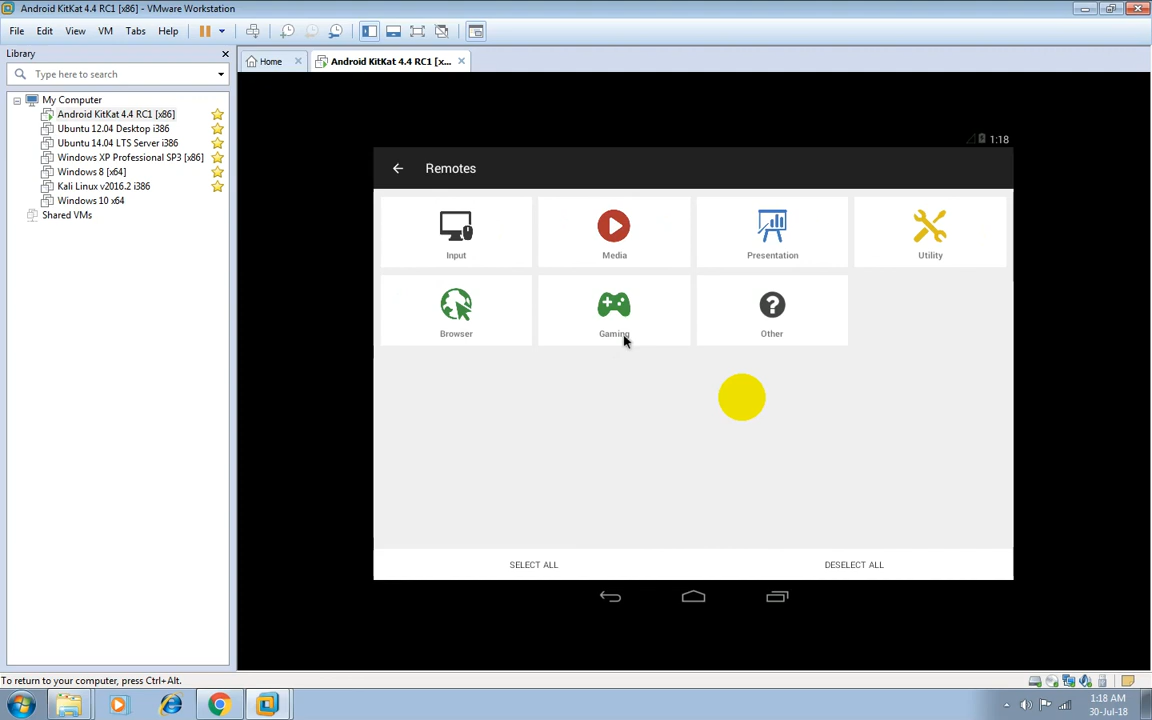 Android KitKat 4.4 RC1 [x86] - VMware Workstation
File Edit View VM Tabs Help
Library
Home
Android KitKat 4.4 RC1 [x...
Type here to search
My Computer
Android KitKat 4.4 RC1 [x86]
Ubuntu 12.04 Desktop i386
Ubuntu 14.04 LTS Server i386
Windows XP Professional SP3 [x86]
Windows 8 [x64]
Kali Linux v2016.2 i386
Windows 10 x64
Shared VMs
1:18
Remotes
Input
Media
Presentation
Utility
Browser
Gaming
Other
SELECT ALL
DESELECT ALL
To return to your computer, press Ctrl+Alt.
1:18 AM
30-Jul-18